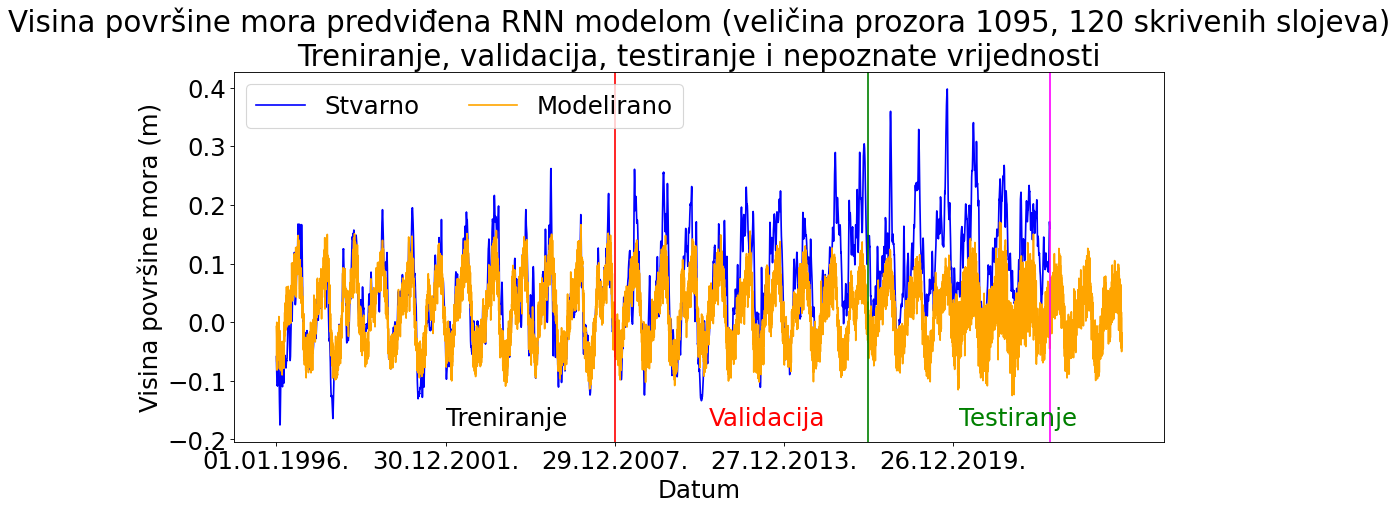 Visina površine mora predviđena RNN modelom (veličina prozora 1095, 120 skrivenih slojeva)
Treniranje, validacija, testiranje i nepoznate vrijednosti
Stvarno
Modelirano
Visina površine mora (m)
0.4
0.3
0.2
0.1
0.0
−0.1
−0.2
Treniranje
Validacija
Testiranje
01.01.1996.
30.12.2001.
29.12.2007.
27.12.2013.
26.12.2019.
Datum